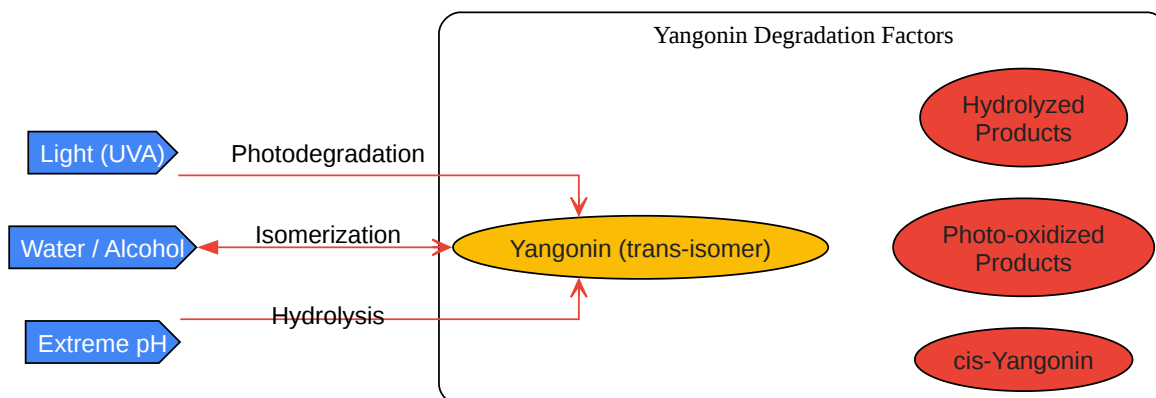 Yangonin Degradation Factors
Hydrolyzed
Products
Light (UVA)
Photodegradation
Water / Alcohol
Isomerization
Yangonin (trans-isomer)
Photo-oxidized
Products
Extreme pH
Hydrolysis
cis-Yangonin